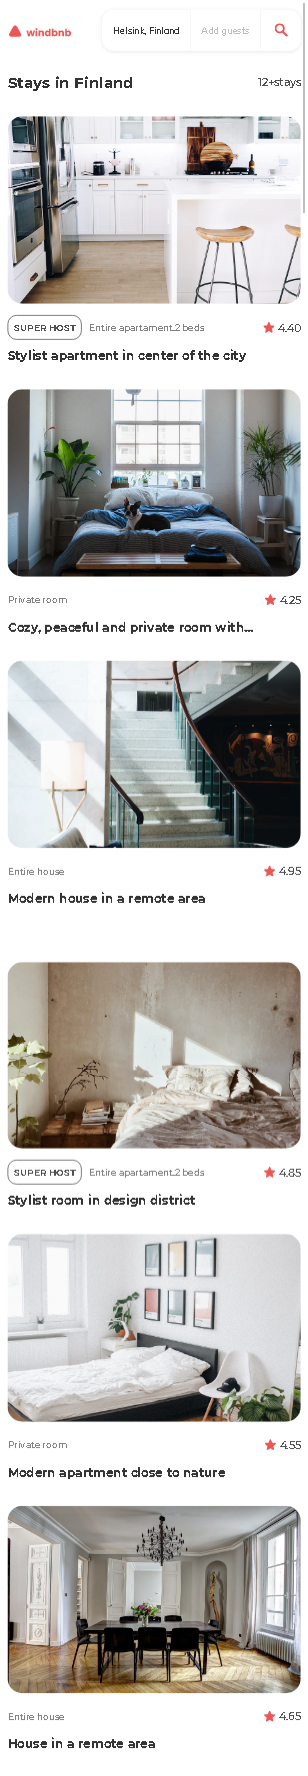 windbnb
Helsink, Finland
Add guests
Stays in Finland
12+stays
SUPER HOST
Entire apartament.2 beds
4.40
Stylist apartment in center of the city
Private room
4.25
Cozy, peaceful and private room with...
Entire house
4.95
Modern house in a remote area
SUPER HOST
Entire apartament.2 beds
4.85
Stylist room in design district
Private room
4.55
Modern apartment close to nature
Entire house
4.65
House in a remote area